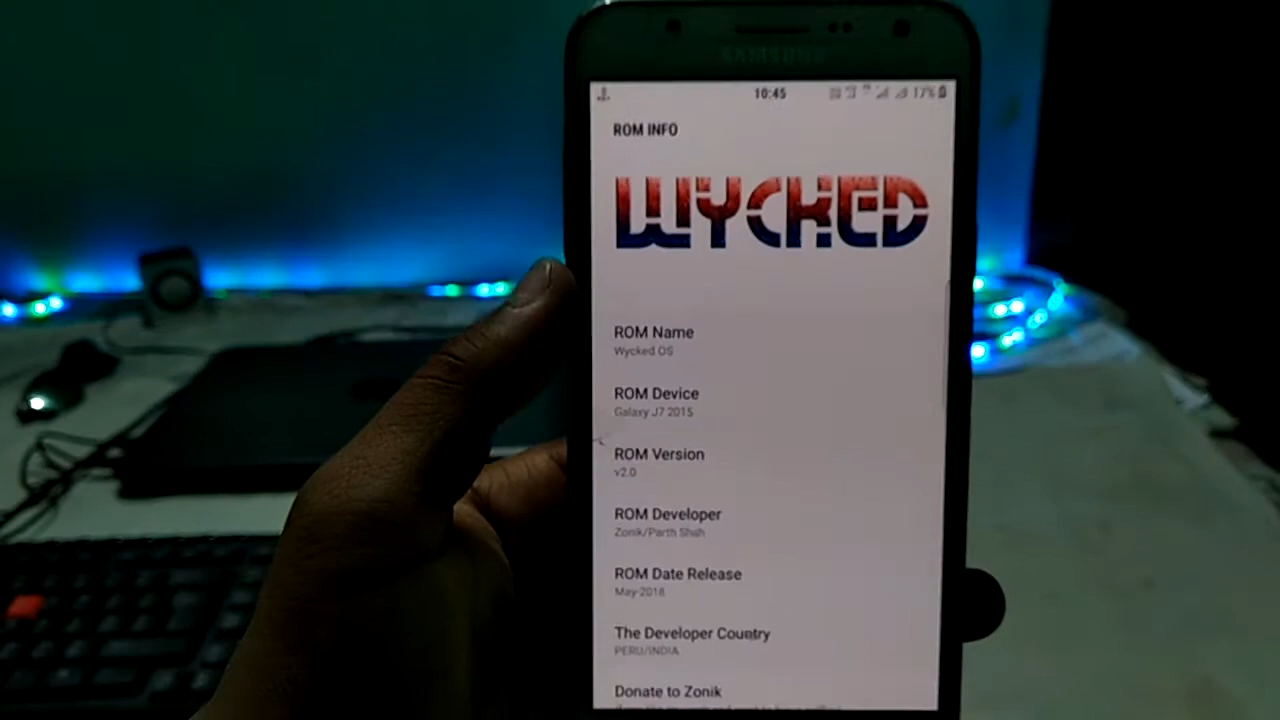 SAMSUNG
10:45
17%
ROM INFO
WYCKED
ROM Name
Wycked OS
ROM Device
Galaxy J7 2015
ROM Version
v2.0
ROM Developer
Zonik/Parth Shah
ROM Date Release
May-2018
The Developer Country
PERU/INDIA
Donate to Zonik